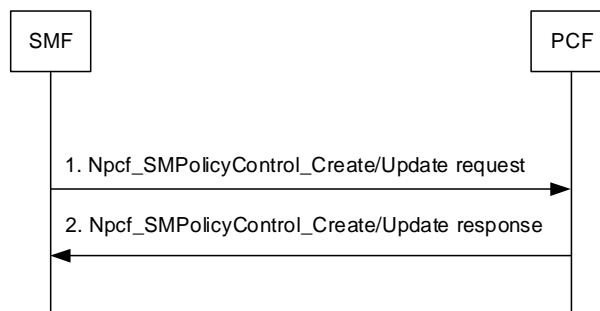 SMF
PCF
1. Npcf_SMPolicyControl_Create/Update request
2. Npcf_SMPolicyControl_Create/Update response